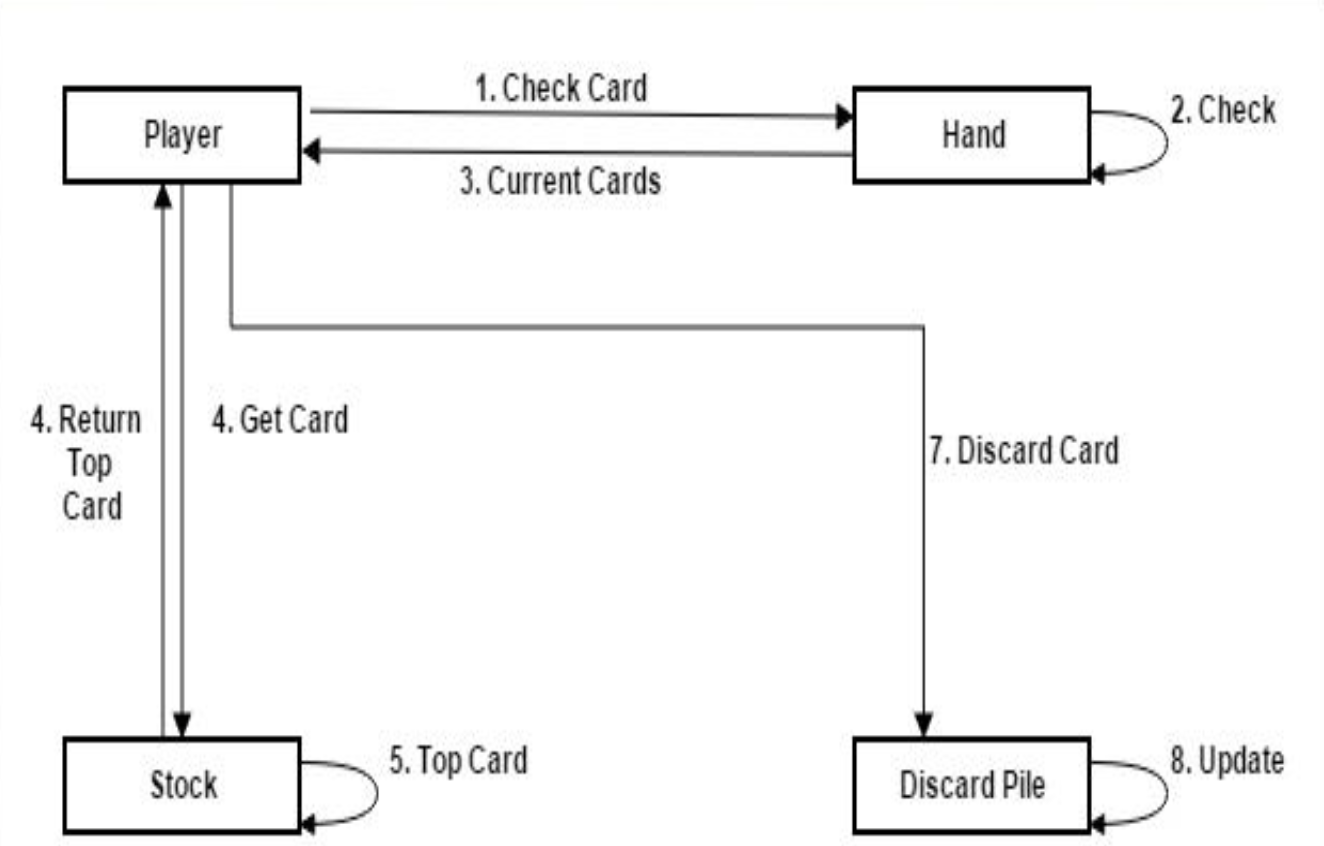 1. Check Card
Player
Hand
2. Check
3. Current Cards
4. Return
Top
Card
4. Get Card
7. Discard Card
Stock
5. Top Card
Discard Pile
8. Update